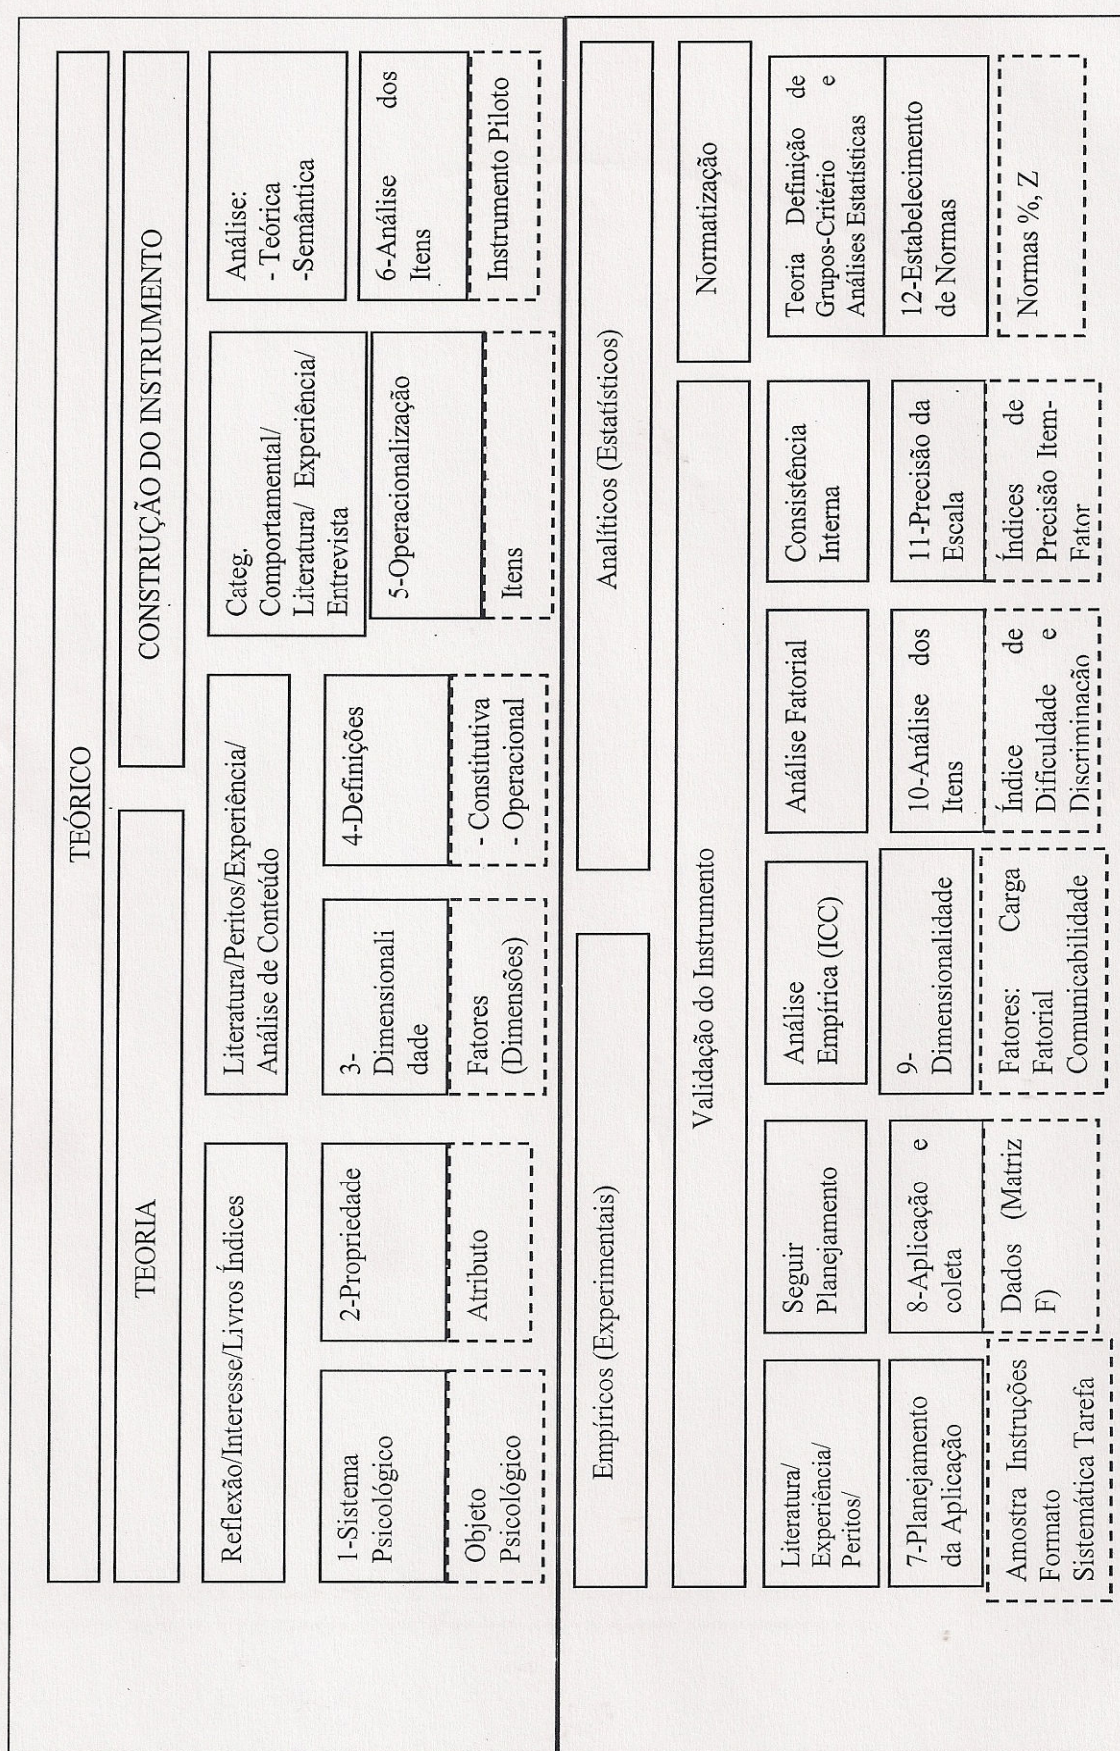 TEÓRICO
TEORIA
CONSTRUÇÃO DO INSTRUMENTO
Reflexão/Interesse/Livros Índices
Literatura/Peritos/Experiência/
Análise de Conteúdo
Categ.
Comportamental/
Literatura/ Experiência/
Entrevista
Análise:
- Teórica
-Semântica
1-Sistema
Psicológico
2-Propriedade
3-
Dimensionali
dade
4-Definições
5-Operacionalização
6-Análise dos
Itens
Objeto
Psicológico
Atributo
Fatores
(Dimensões)
- Constitutiva
- Operacional
Itens
Instrumento Piloto
Empíricos (Experimentais)
Analíticos (Estatísticos)
Validação do Instrumento
Normatização
Literatura/
Experiência/
Peritos/
Seguir
Planejamento
Análise
Empírica (ICC)
Análise Fatorial
Consistência
Interna
Teoria Definição de
Grupos-Critério e
Análises Estatísticas
7-Planejamento
da Aplicação
8-Aplicação e
coleta
9-
Dimensionalidade
10-Análise dos
Itens
11-Precisão da
Escala
12-Estabelecimento
de Normas
Amostra Instruções
Formato
Sistemática Tarefa
Dados (Matriz
F)
Fatores: Carga
Fatorial
Comunicabilidade
Índice de
Dificuldade e
Discriminação
Índices de
Precisão Item-
Fator
Normas %, Z